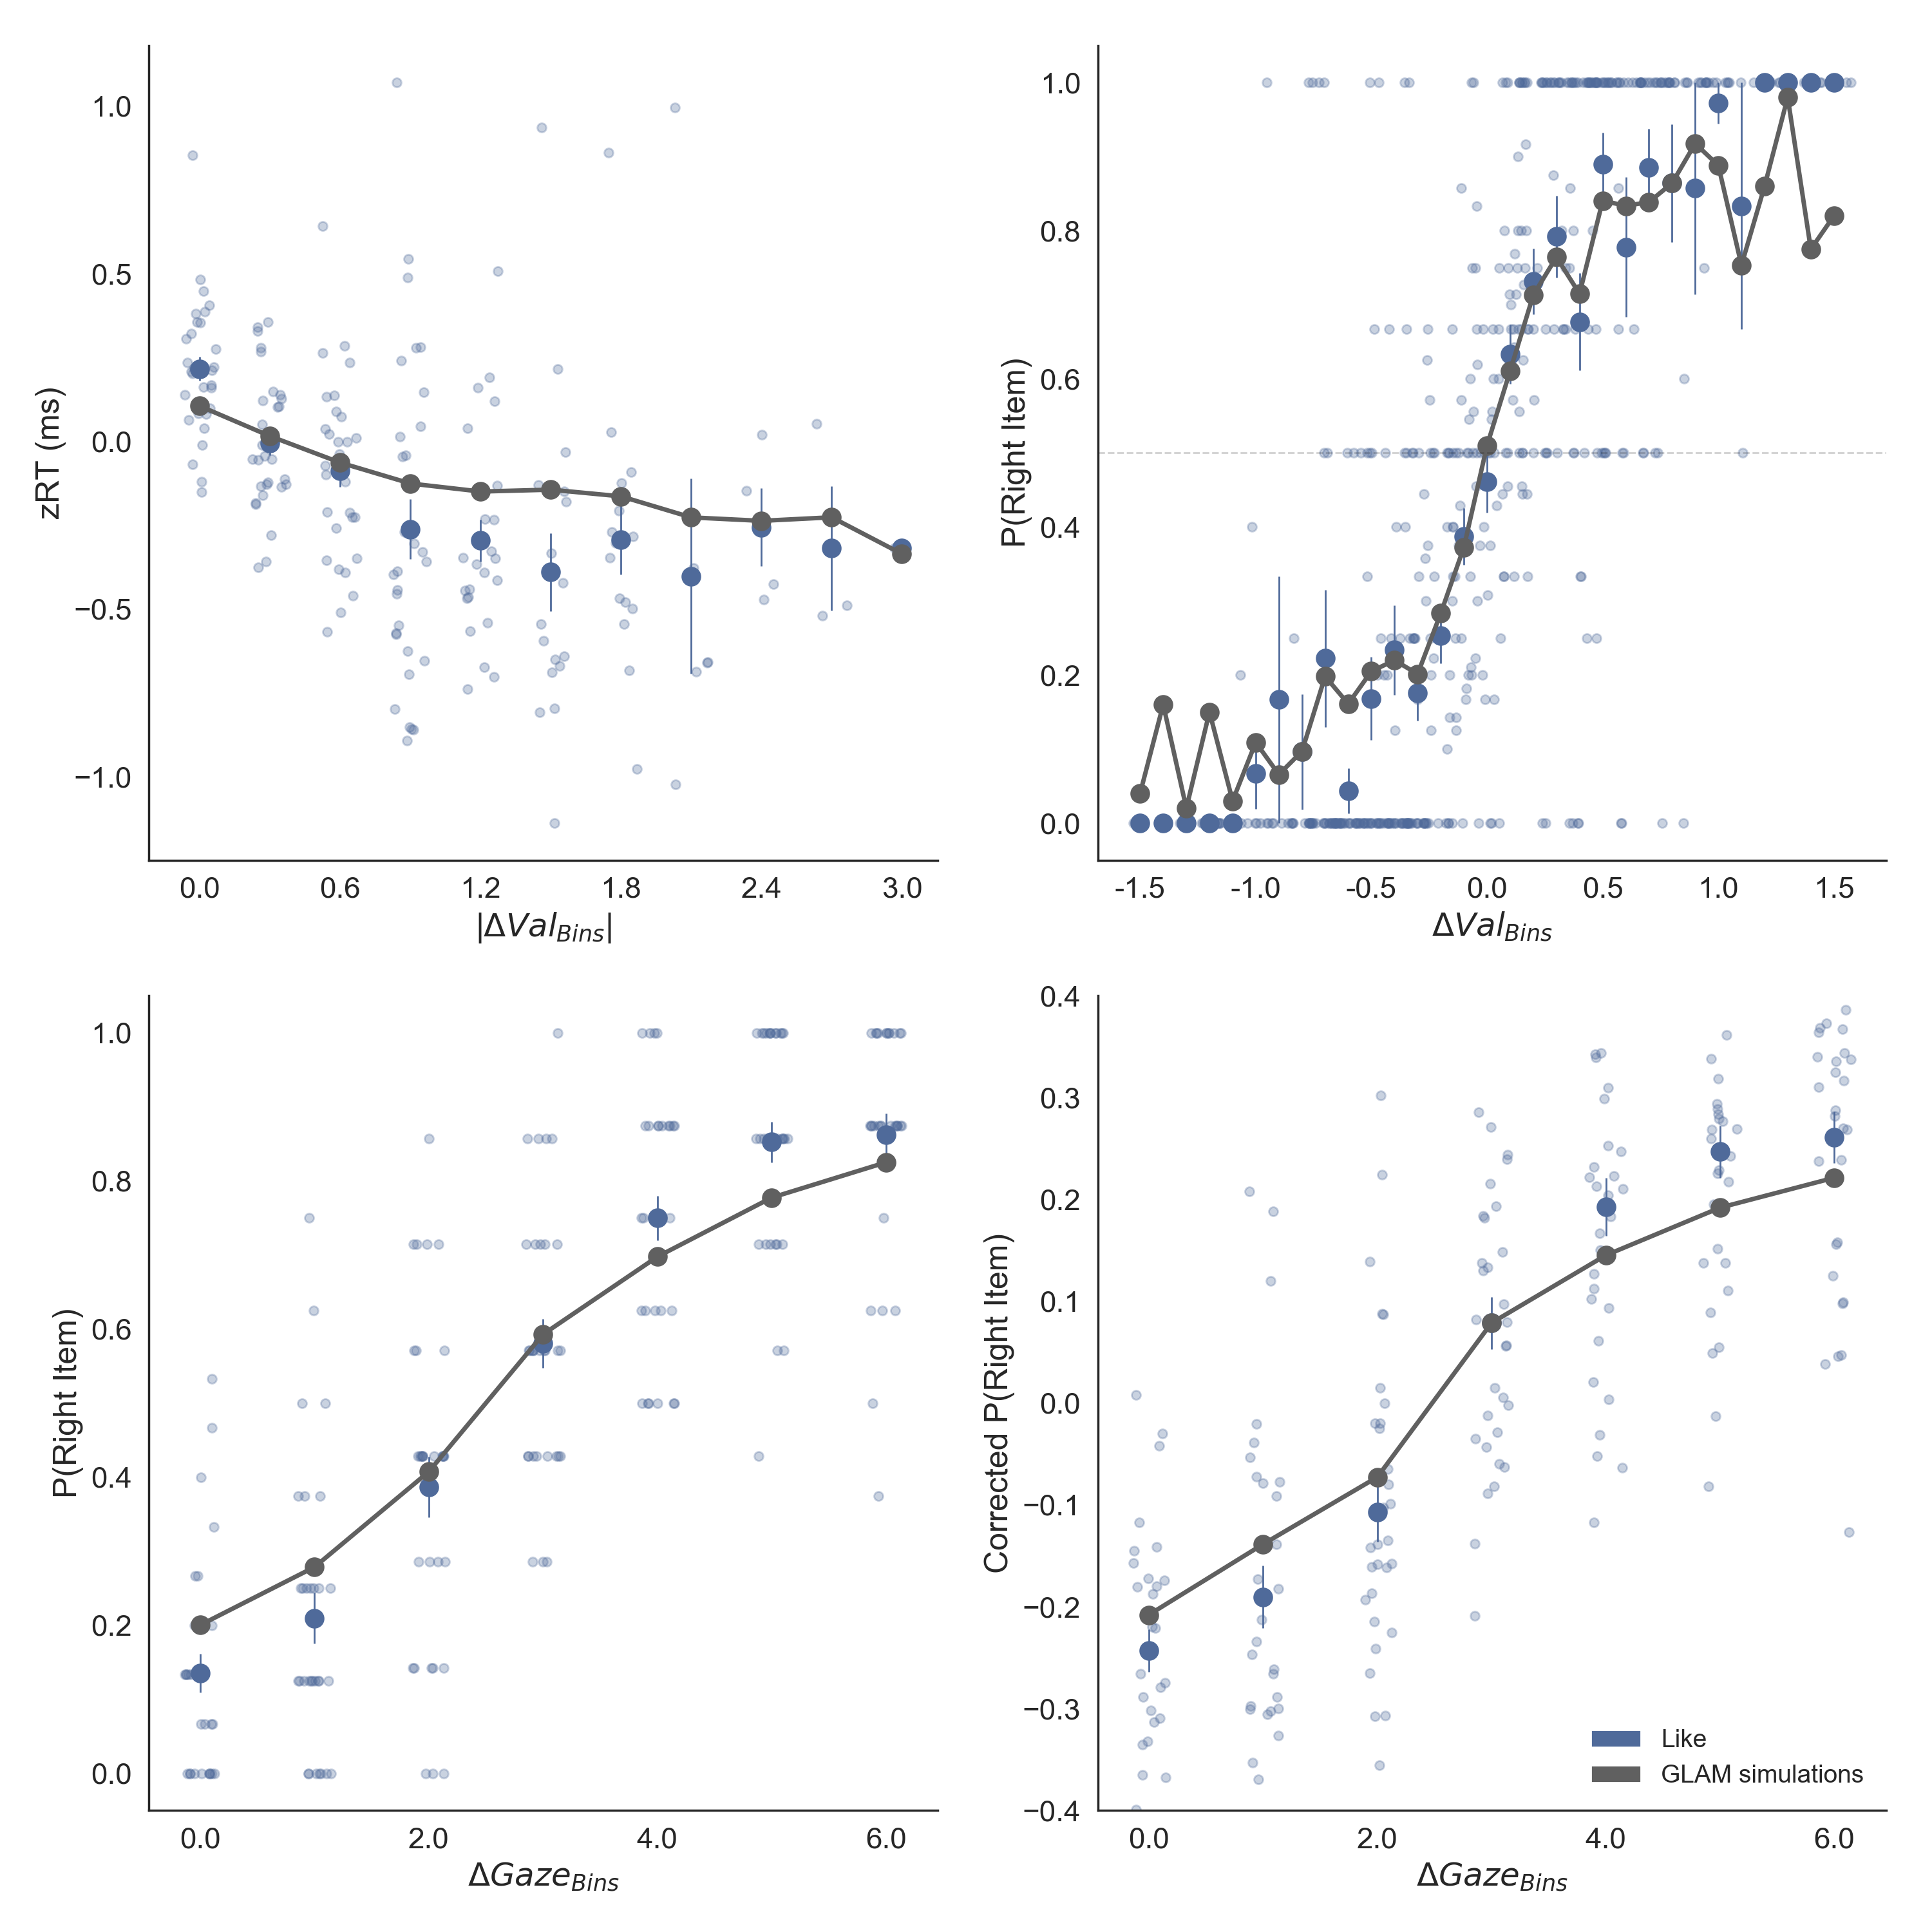 zRT (ms)
1.0
0.5
0.0
−0.5
−1.0
0.0 0.6 1.2 1.8 2.4 3.0
|ΔValBins|
P(Right Item)
1.0
0.8
0.6
0.4
0.2
0.0
-1.5 -1.0 -0.5 0.0 0.5 1.0 1.5
ΔValBins
P(Right Item)
1.0
0.8
0.6
0.4
0.2
0.0
0.0 2.0 4.0 6.0
ΔGazeBins
Corrected P(Right Item)
0.4
0.3
0.2
0.1
0.0
−0.1
−0.2
−0.3
−0.4
Like
GLAM simulations
0.0 2.0 4.0 6.0
ΔGazeBins